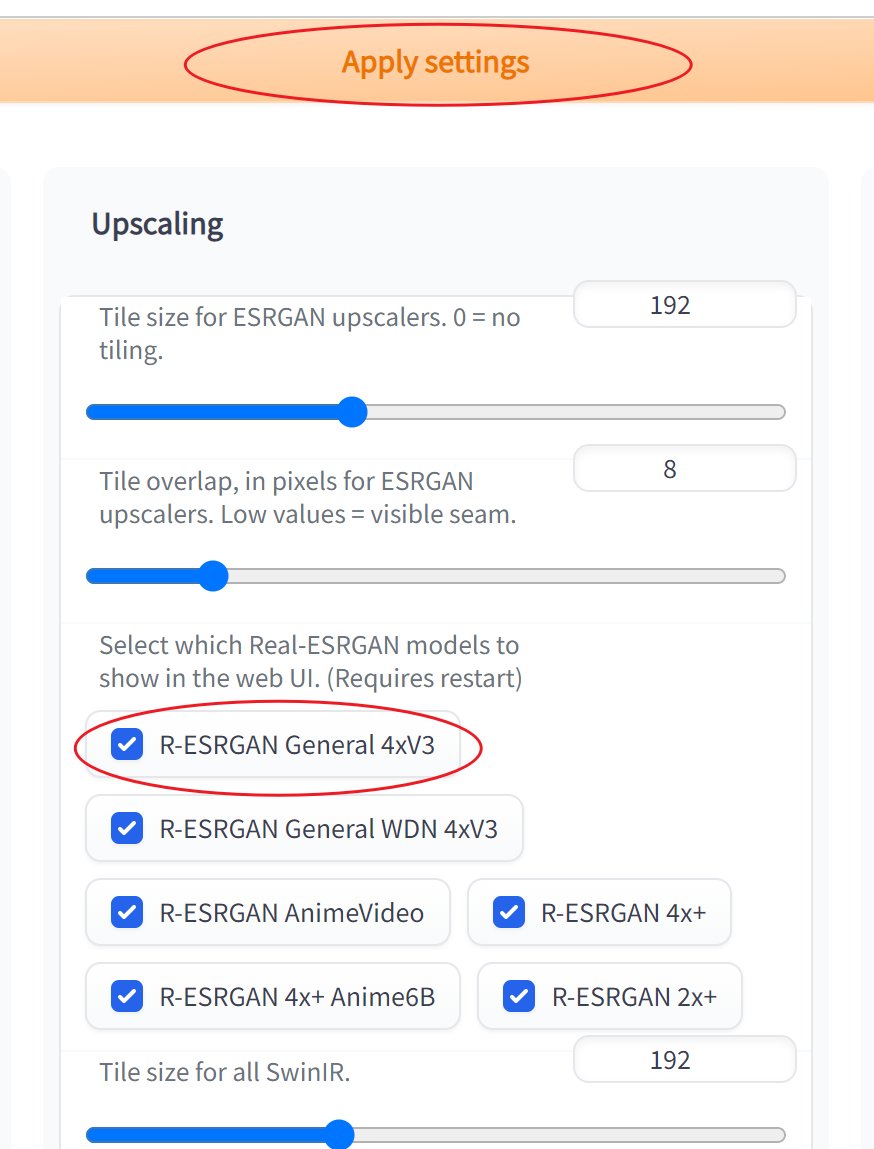 Apply settings
Upscaling
Tile size for ESRGAN upscalers. 0 = no
tiling.
192
Tile overlap, in pixels for ESRGAN
upscalers. Low values = visible seam.
8
Select which Real-ESRGAN models to
show in the web UI. (Requires restart)
R-ESRGAN General 4xV3
R-ESRGAN General WDN 4xV3
R-ESRGAN AnimeVideo
R-ESRGAN 4x+
R-ESRGAN 4x+ Anime6B
R-ESRGAN 2x+
Tile size for all SwinIR.
192